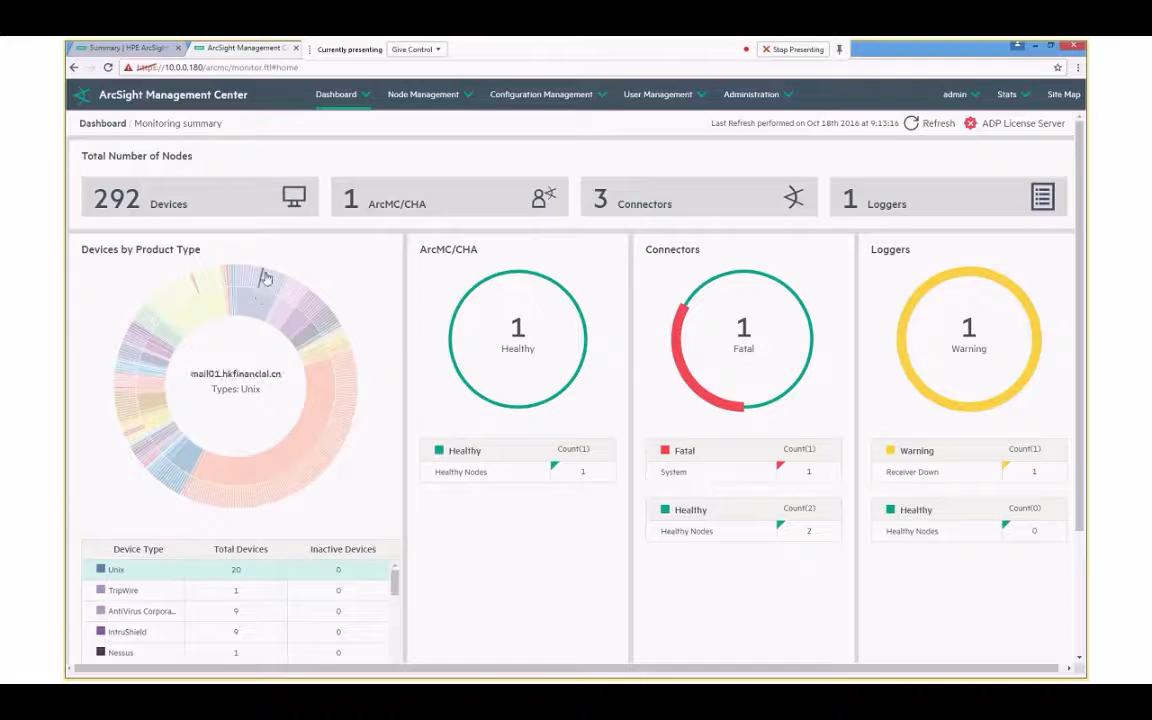 Summary | HPE ArcSigh
ArcSight Management C
Currently presenting
Give Control
Stop Presenting
https://10.0.0.180/arcmc/monitor.ftl#home
ArcSight Management Center
Dashboard
Node Management
Configuration Management
User Management
Administration
admin
Stats
Site Map
Dashboard / Monitoring summary
Last Refresh performed on Oct 18th 2016 at 9:13:16
Refresh
ADP License Server
Total Number of Nodes
292 Devices
1 ArcMC/CHA
3 Connectors
1 Loggers
Devices by Product Type
mail01.hkfinancial.cn
Types: Unix
Device Type Total Devices Inactive Devices
Unix 20 0
TripWire 1 0
AntiVirus Corpora... 9 0
IntruShield 9 0
Nessus 1 0
ArcMC/CHA
1
Healthy
Healthy Count(1)
Healthy Nodes 1
Connectors
1
Fatal
Fatal Count(1)
System 1
Healthy Count(2)
Healthy Nodes 2
Loggers
1
Warning
Warning Count(1)
Receiver Down 1
Healthy Count(0)
Healthy Nodes 0